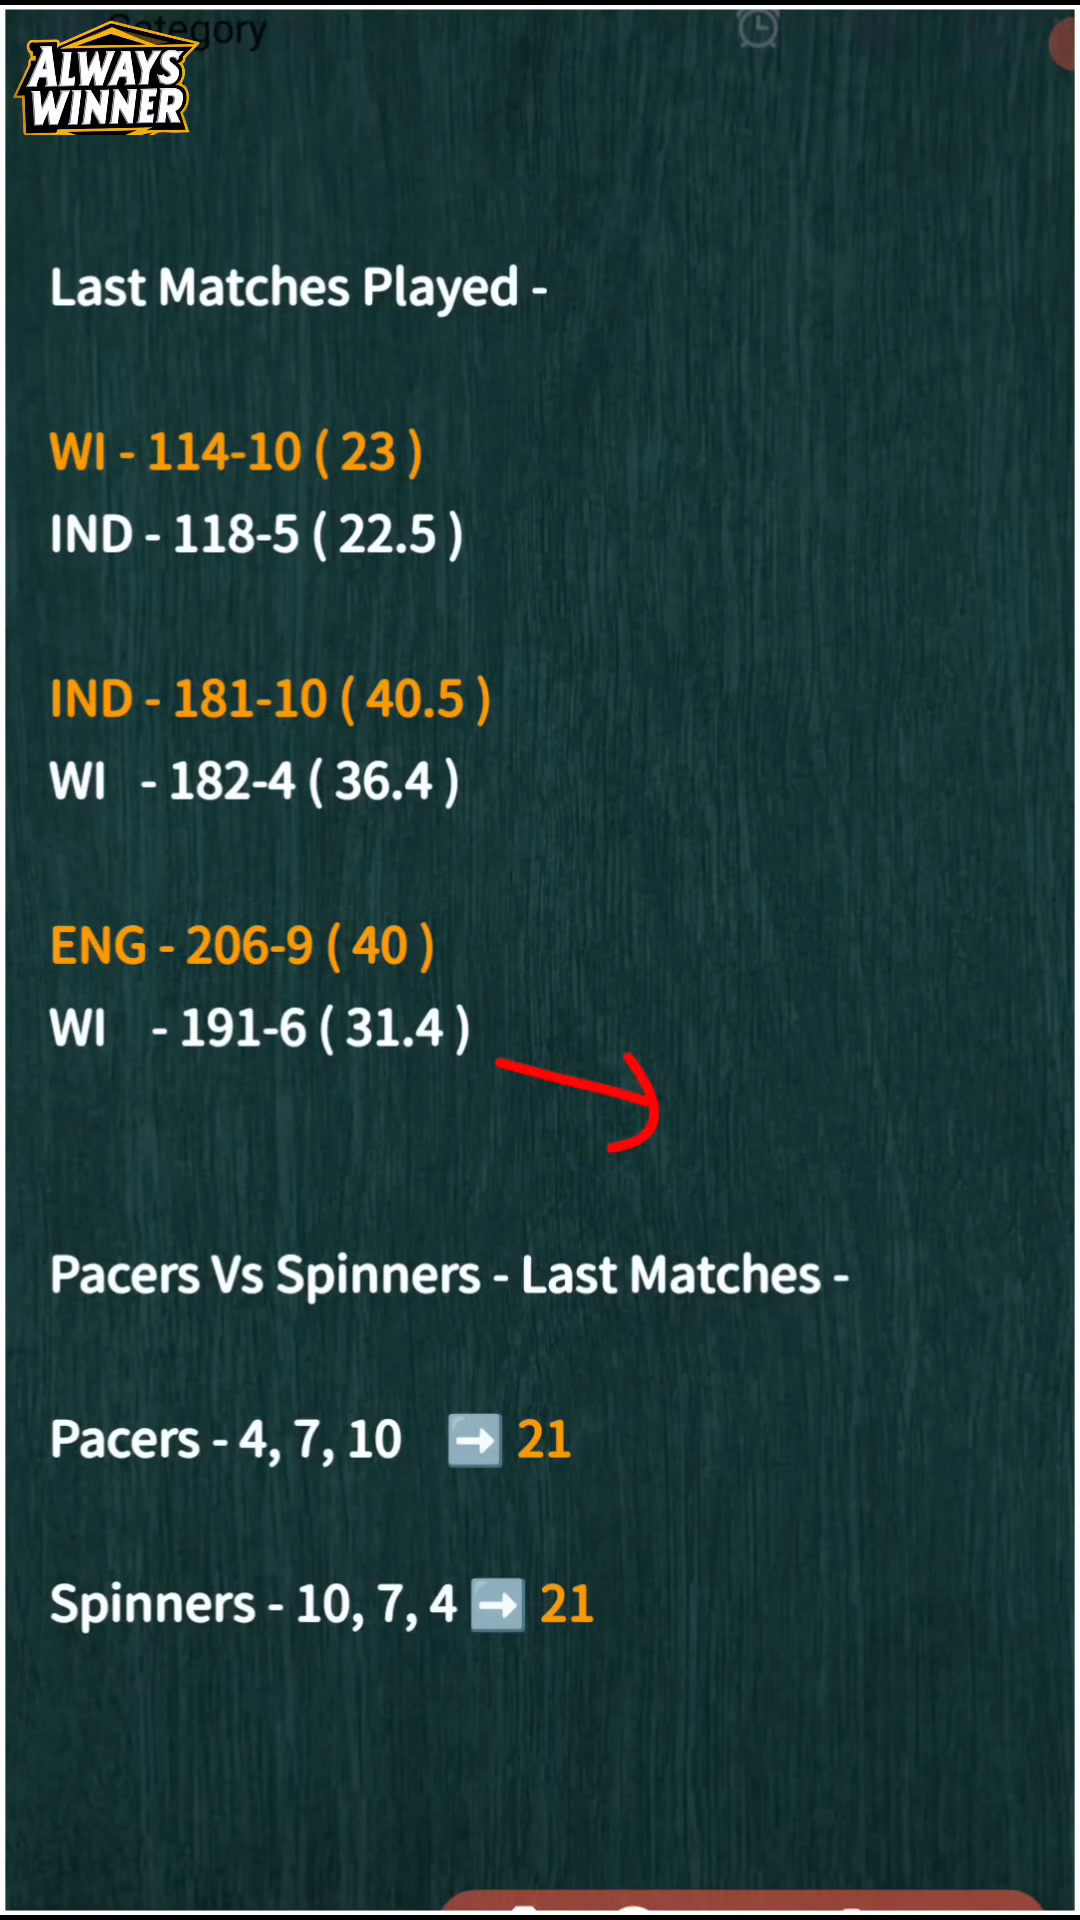 Category
ALWAYS
WINNER
Last Matches Played -
WI - 114-10 ( 23 )
IND - 118-5 ( 22.5 )
IND - 181-10 ( 40.5 )
WI - 182-4 ( 36.4 )
ENG - 206-9 ( 40 )
WI - 191-6 ( 31.4 )
Pacers Vs Spinners - Last Matches -
Pacers - 4, 7, 10 ➡️ 21
Spinners - 10, 7, 4 ➡️ 21